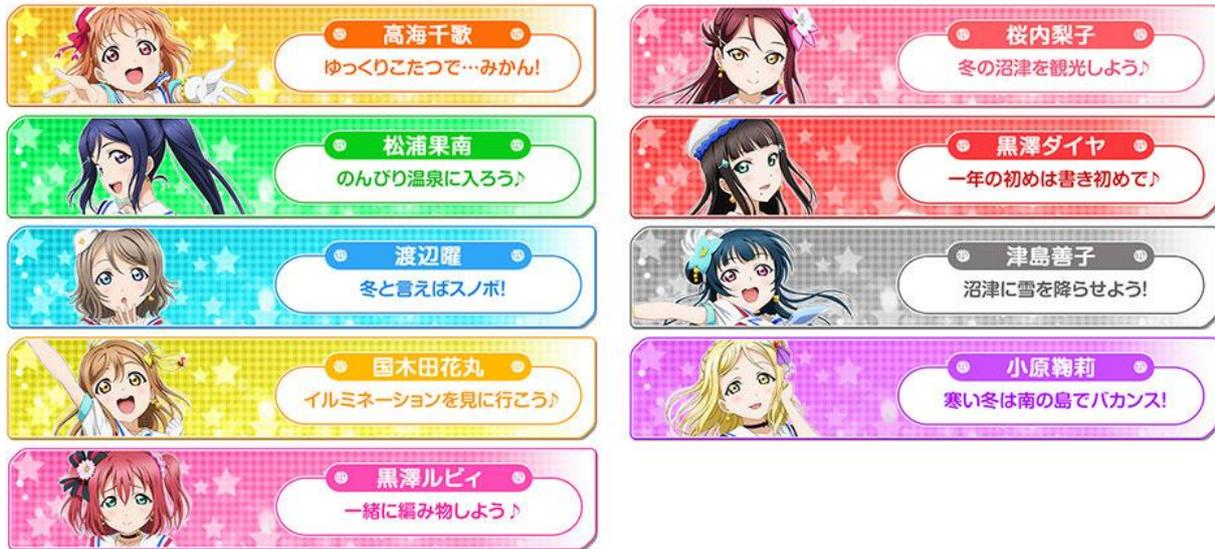 高海千歌
ゆっくりこたつで…みかん!
桜内梨子
冬の沼津を観光しよう♪
松浦果南
のんびり温泉に入ろう♪
黒澤ダイヤ
一年の初めは書き初めで♪
渡辺曜
冬と言えばスノボ!
津島善子
沼津に雪を降らせよう!
国木田花丸
イルミネーションを見に行こう♪
小原鞠莉
寒い冬は南の島でバカンス!
黒澤ルビィ
一緒に編み物しよう♪